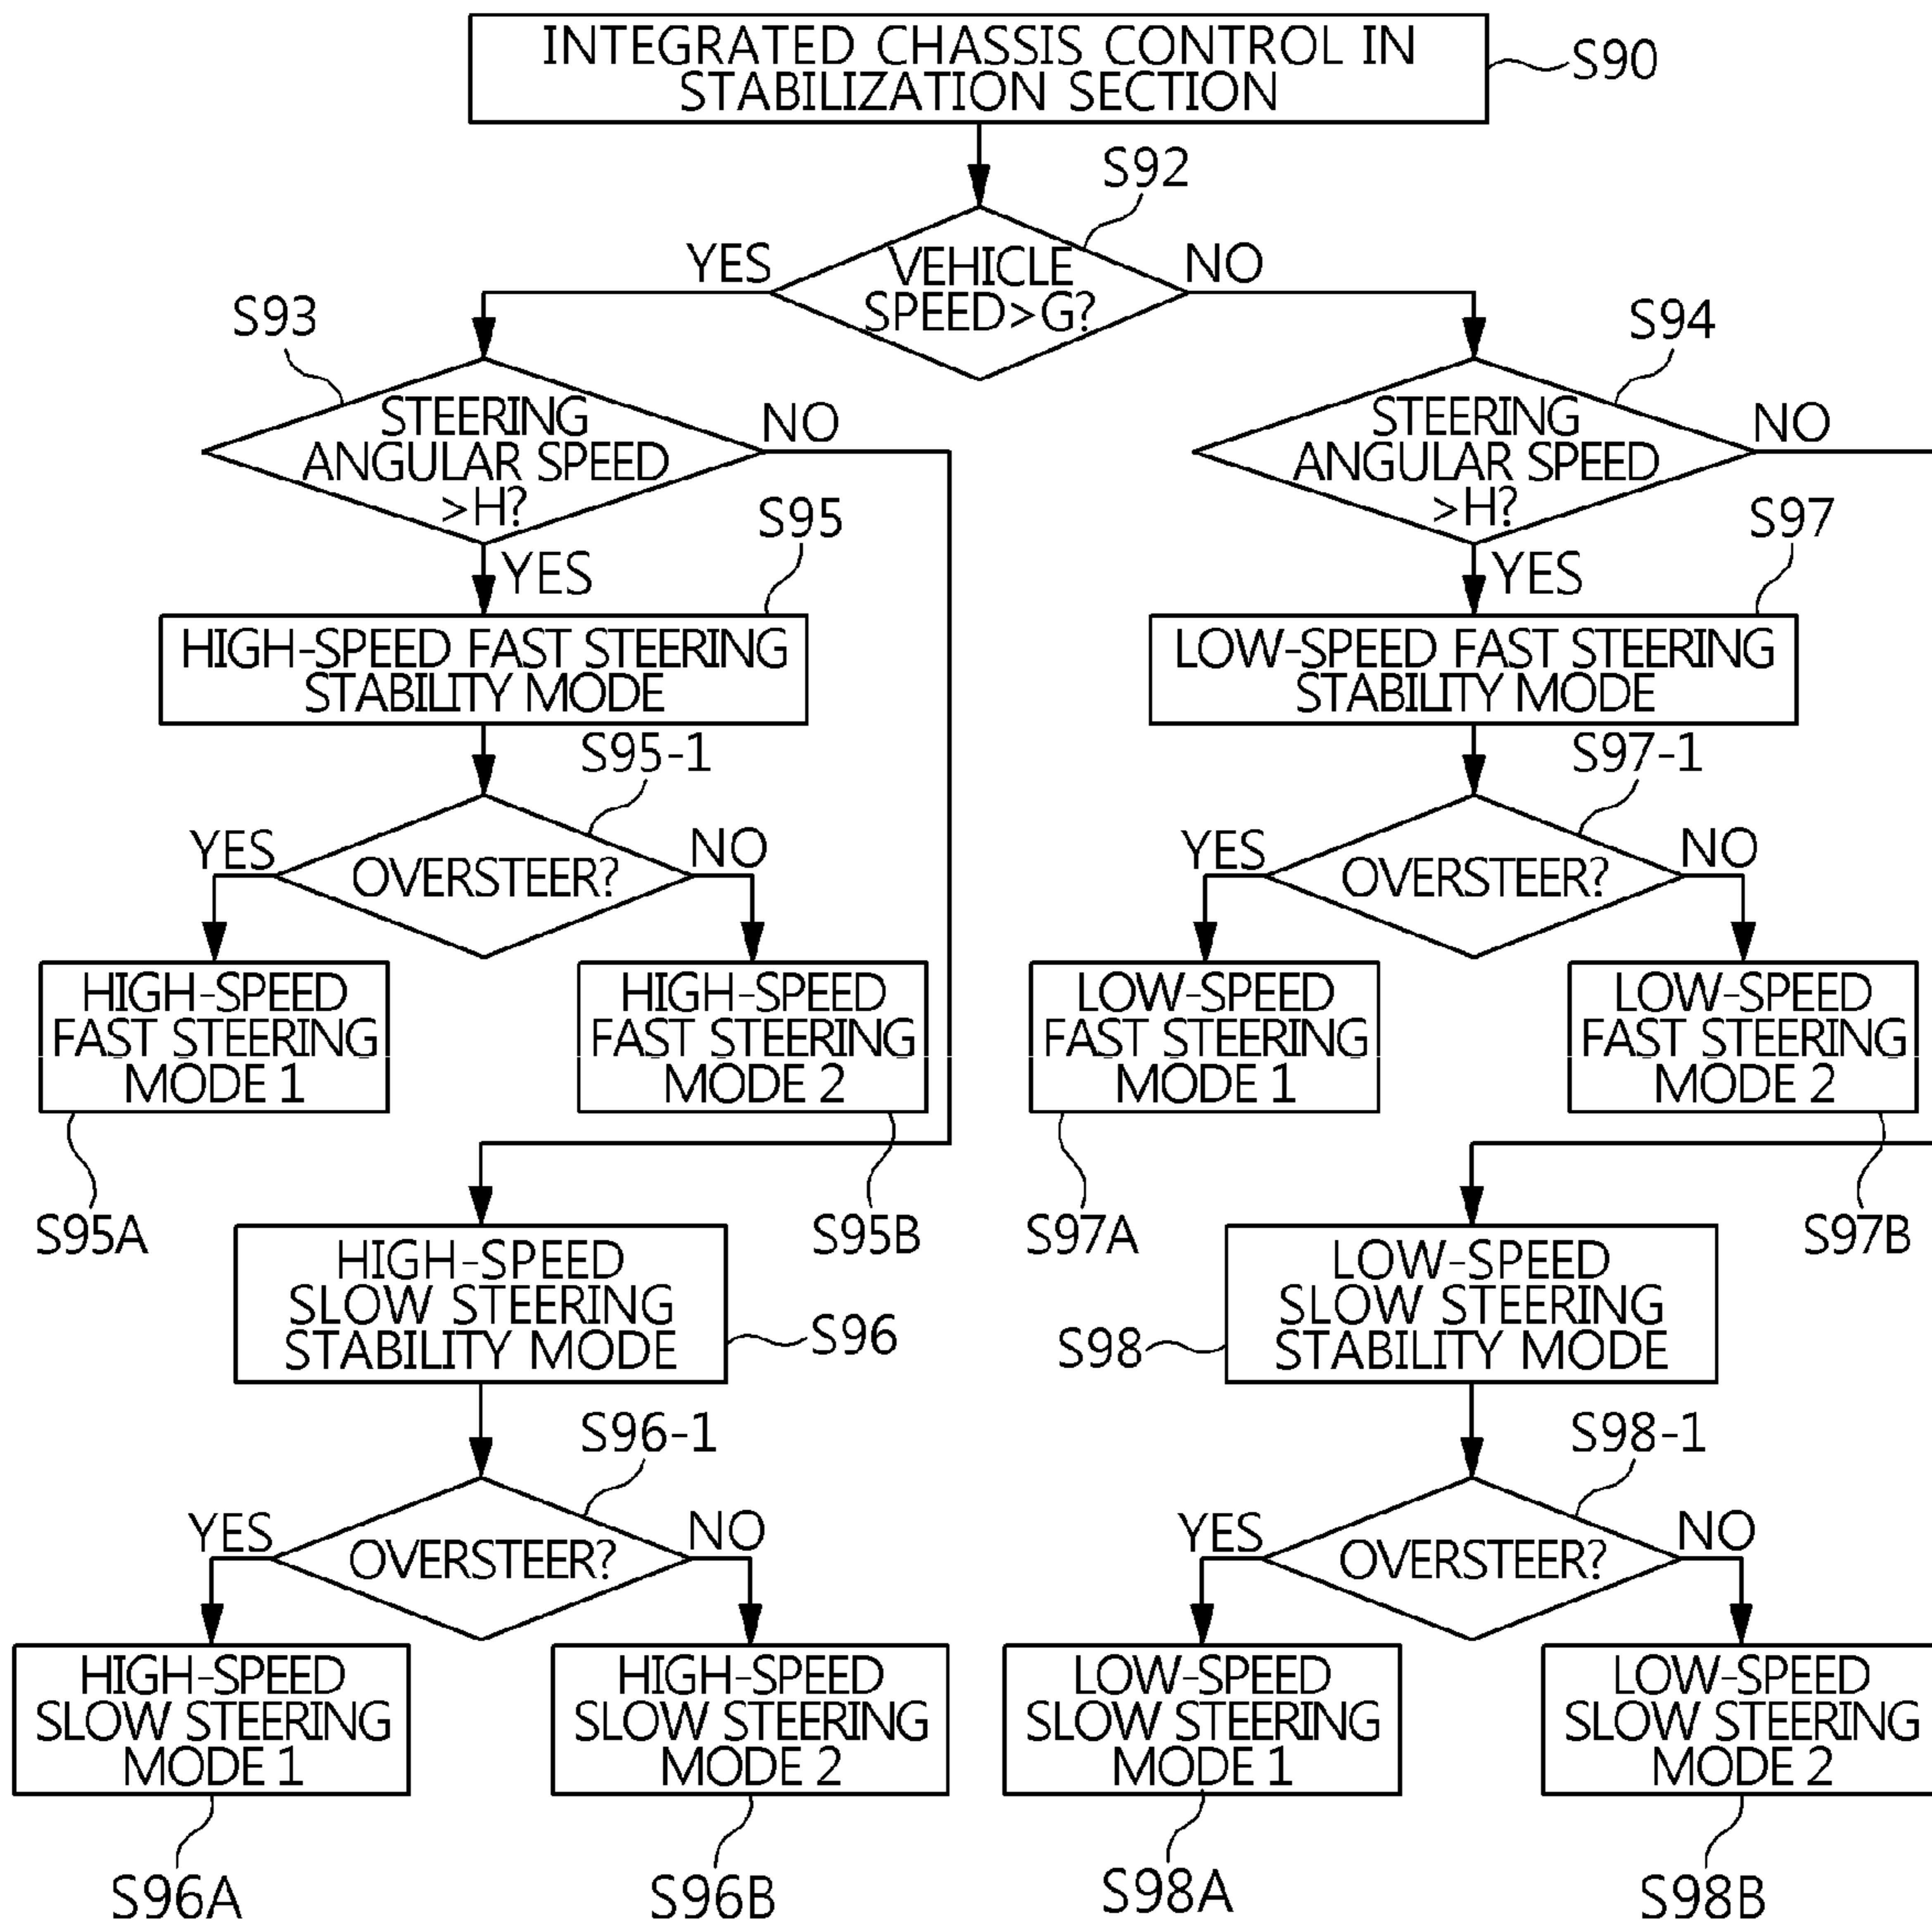 INTEGRATED CHASSIS CONTROL IN
STABILIZATION SECTION
S90
S92
YES
VEHICLE
SPEED>G?
NO
S93
STEERING
ANGULAR SPEED
>H?
NO
YES
S94
STEERING
ANGULAR SPEED
>H?
NO
YES
S95
HIGH-SPEED FAST STEERING
STABILITY MODE
S97
LOW-SPEED FAST STEERING
STABILITY MODE
S95-1
YES
OVERSTEER?
NO
S97-1
YES
OVERSTEER?
NO
HIGH-SPEED
FAST STEERING
MODE 1
HIGH-SPEED
FAST STEERING
MODE 2
LOW-SPEED
FAST STEERING
MODE 1
LOW-SPEED
FAST STEERING
MODE 2
S95A
S95B
S97A
S97B
HIGH-SPEED
SLOW STEERING
STABILITY MODE
S96
S98
LOW-SPEED
SLOW STEERING
STABILITY MODE
S96-1
YES
OVERSTEER?
NO
S98-1
YES
OVERSTEER?
NO
HIGH-SPEED
SLOW STEERING
MODE 1
HIGH-SPEED
SLOW STEERING
MODE 2
LOW-SPEED
SLOW STEERING
MODE 1
LOW-SPEED
SLOW STEERING
MODE 2
S96A
S96B
S98A
S98B